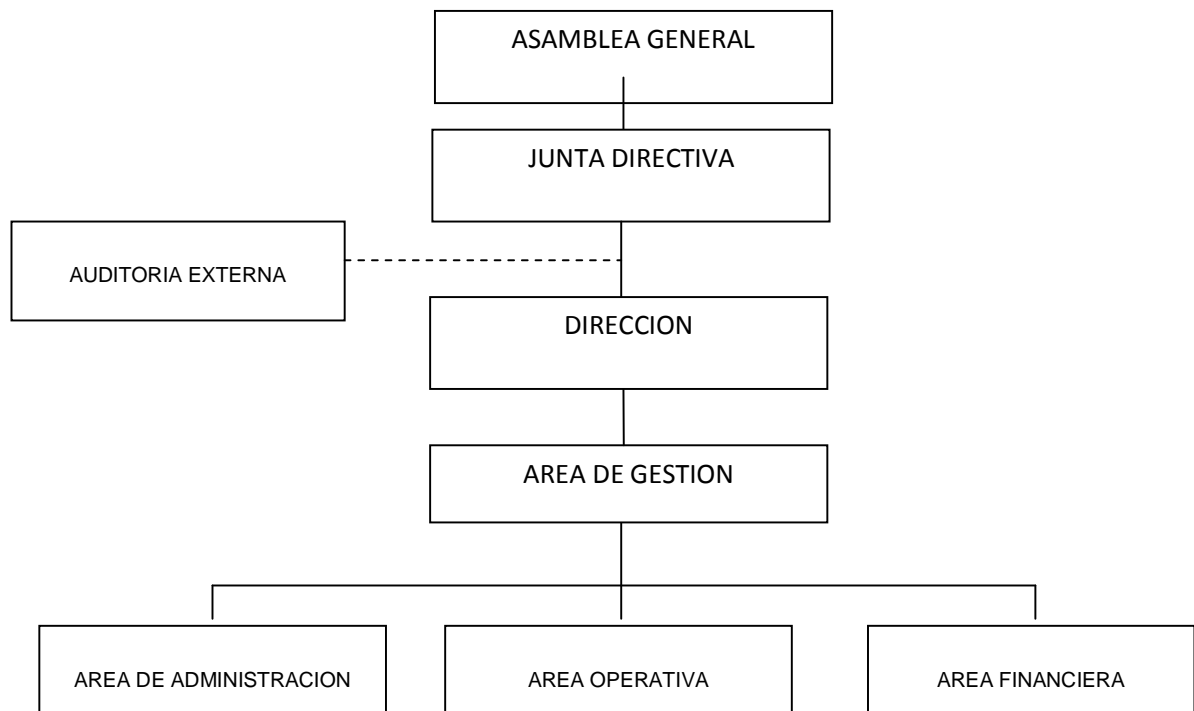 ASAMBLEA GENERAL
JUNTA DIRECTIVA
AUDITORIA EXTERNA
DIRECCION
AREA DE GESTION
AREA DE ADMINISTRACION
AREA OPERATIVA
AREA FINANCIERA